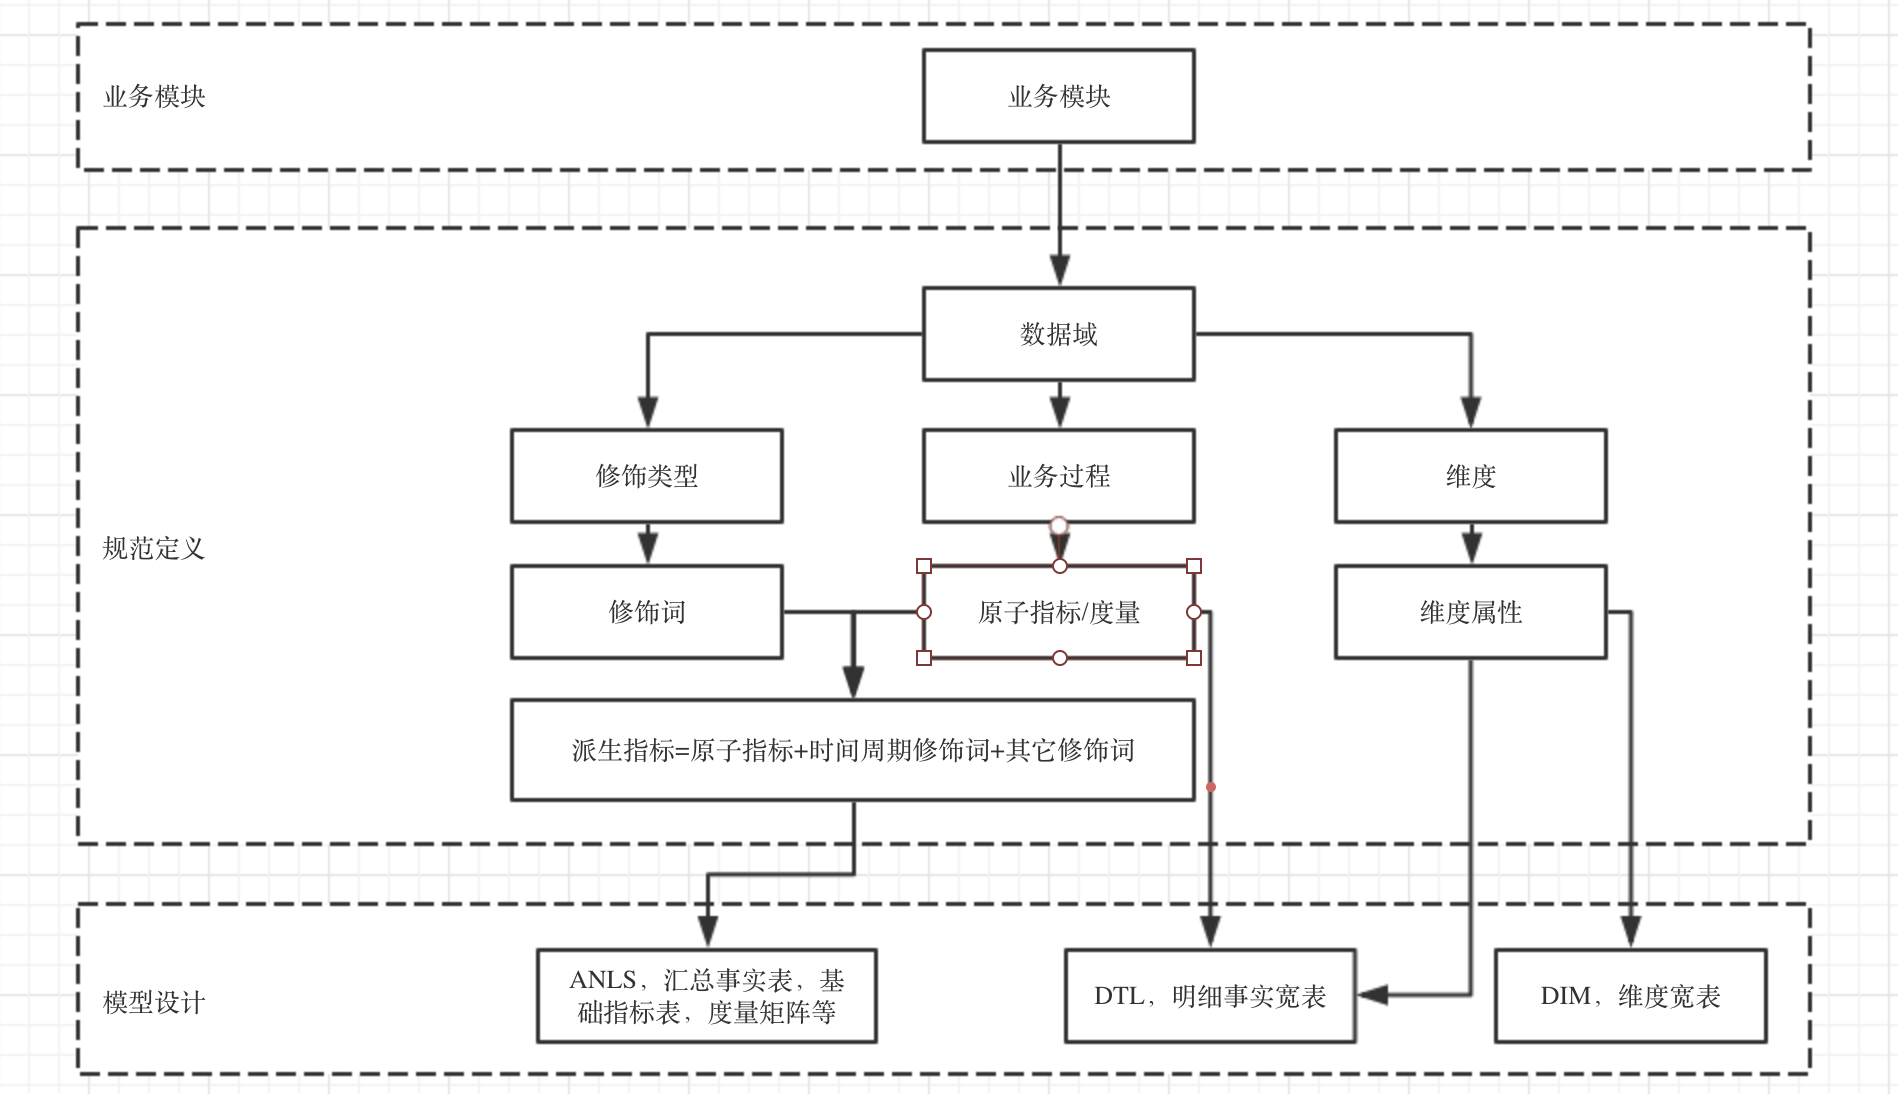 业务模块
业务模块
数据域
修饰类型
业务过程
维度
规范定义
修饰词
原子指标/度量
维度属性
派生指标=原子指标+时间周期修饰词+其它修饰词
模型设计
ANLS，汇总事实表，基
础指标表，度量矩阵等
DTL，明细事实宽表
DIM，维度宽表